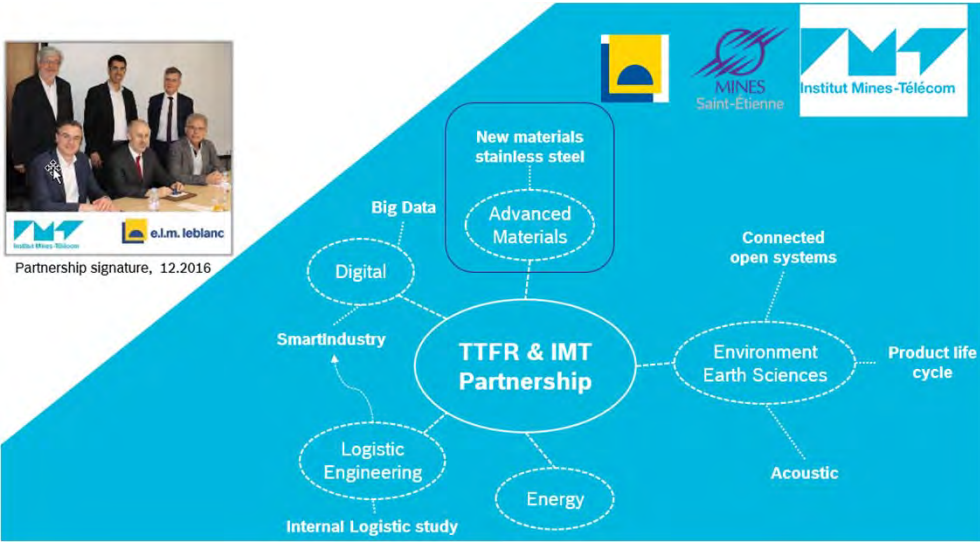 MINES
Saint-Étienne
Institut Mines-Télécom
New materials
stainless steel
Advanced
Materials
Big Data
Digital
SmartIndustry
Institut Mines-Télécom
e.l.m. leblanc
Partnership signature, 12.2016
Connected
open systems
TTFR & IMT
Partnership
Environment
Earth Sciences
Product life
cycle
Logistic
Engineering
Acoustic
Energy
Internal Logistic study